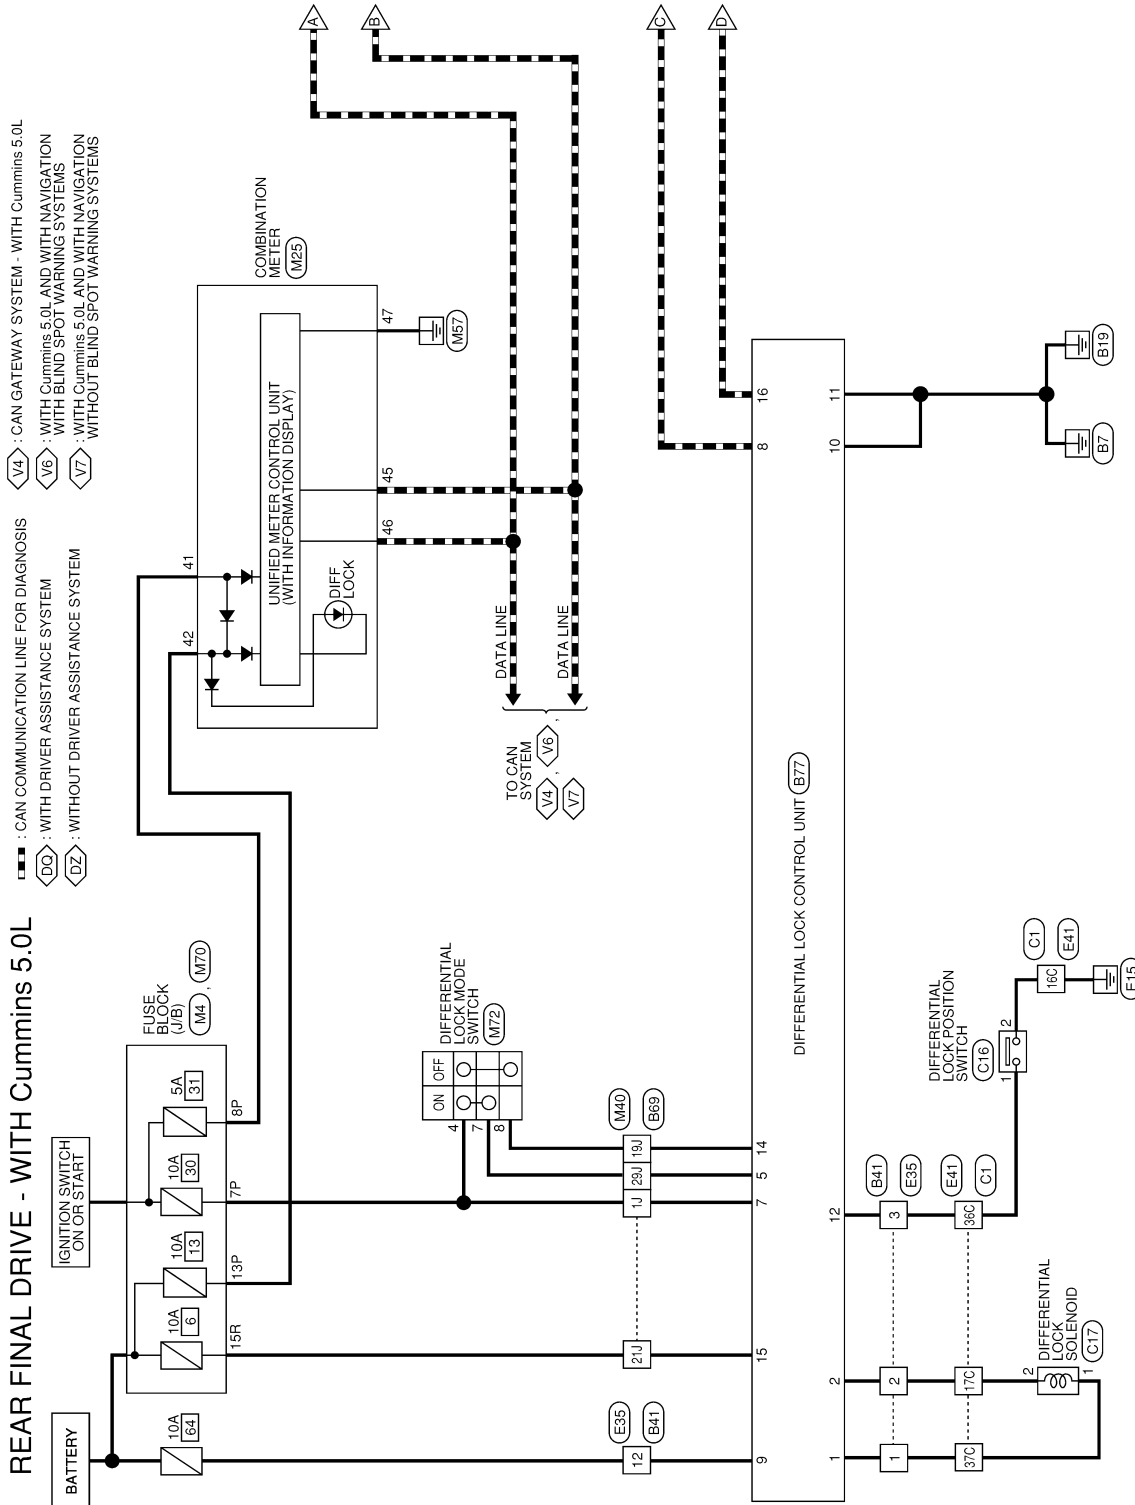 REAR FINAL DRIVE - WITH Cummins 5.0L
: CAN COMMUNICATION LINE FOR DIAGNOSIS
DQ : WITH DRIVER ASSISTANCE SYSTEM
DZ : WITHOUT DRIVER ASSISTANCE SYSTEM
V4 : CAN GATEWAY SYSTEM - WITH Cummins 5.0L
V6 : WITH Cummins 5.0L AND WITH NAVIGATION
WITH BLIND SPOT WARNING SYSTEMS
V7 : WITH Cummins 5.0L AND WITH NAVIGATION
WITHOUT BLIND SPOT WARNING SYSTEMS
BATTERY
IGNITION SWITCH
ON OR START
10A
64
10A
6
10A
13
10A
30
5A
31
FUSE
BLOCK
(J/B)
M4 , M70
15R
13P
7P
8P
42
41
COMBINATION
METER
M25
UNIFIED METER CONTROL UNIT
(WITH INFORMATION DISPLAY)
DIFF
LOCK
46
45
47
M57
A
B
C
D
DATA LINE
DATA LINE
TO CAN
SYSTEM
V4 , V6 ,
V7
DIFFERENTIAL
LOCK MODE
SWITCH
M72
ON
OFF
4
7
8
E35
B41
12
21J
1J
29J
19J
M40
B69
9
15
7
5
14
8
16
DIFFERENTIAL LOCK CONTROL UNIT B77
1
2
12
10
11
1
2
3
B41
E35
37C
17C
36C
E41
C1
2
1
DIFFERENTIAL
LOCK
SOLENOID
C17
DIFFERENTIAL
LOCK POSITION
SWITCH
C16
1
2
16C
C1
E41
E15
B7
B19